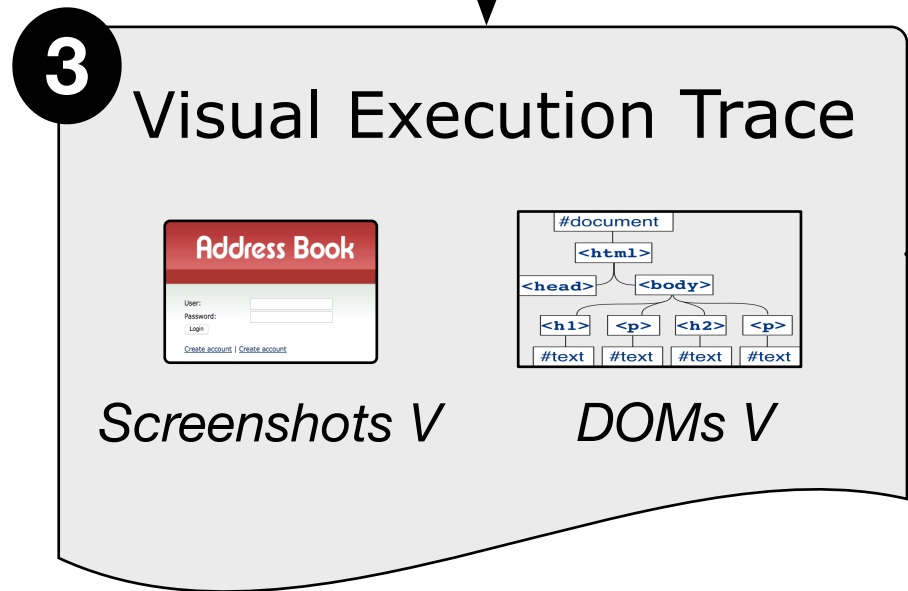 3
Visual Execution Trace
Address Book
User:
Password:
Login
Create account | Create account
#document
<html>
<head> <body>
<h1> <p> <h2> <p>
#text #text #text #text
Screenshots V
DOMs V